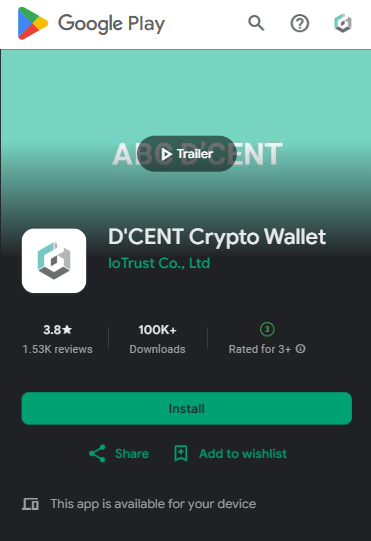 Google Play
ABC D'CENT
Trailer
D'CENT Crypto Wallet
IoTrust Co., Ltd
3.8★
1.53K reviews
100K+
Downloads
3
Rated for 3+
Install
Share
Add to wishlist
This app is available for your device